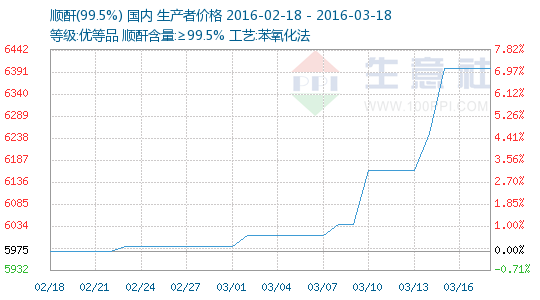 顺酐(99.5%) 国内 生产者价格 2016-02-18 - 2016-03-18
等级:优等品 顺酐含量:≥99.5% 工艺:苯氧化法
6442 7.82%
6391 6.97%
6340 6.12%
6289 5.26%
6238 4.41%
6187 3.56%
6136 2.70%
6085 1.85%
6034 1.00%
5975 0.00%
5932 -0.71%
PPI 生意社
WWW.100PPI.COM
02/18 02/21 02/24 02/27 03/01 03/04 03/07 03/10 03/13 03/16